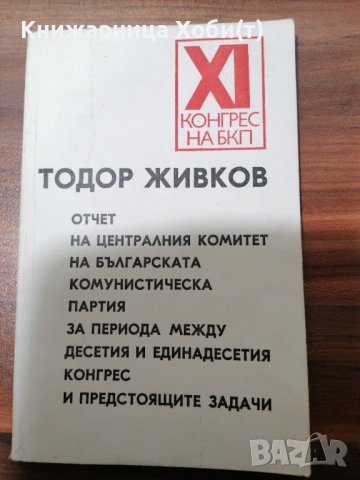 Книжарница Хоби(т)
XI
КОНГРЕС
НА БКП
ТОДОР ЖИВКОВ
ОТЧЕТ
НА ЦЕНТРАЛНИЯ КОМИТЕТ
НА БЪЛГАРСКАТА
КОМУНИСТИЧЕСКА
ПАРТИЯ
ЗА ПЕРИОДА МЕЖДУ
ДЕСЕТИЯ И ЕДИНАДЕСЕТИЯ
КОНГРЕС
И ПРЕДСТОЯЩИТЕ ЗАДАЧИ
BAZAR